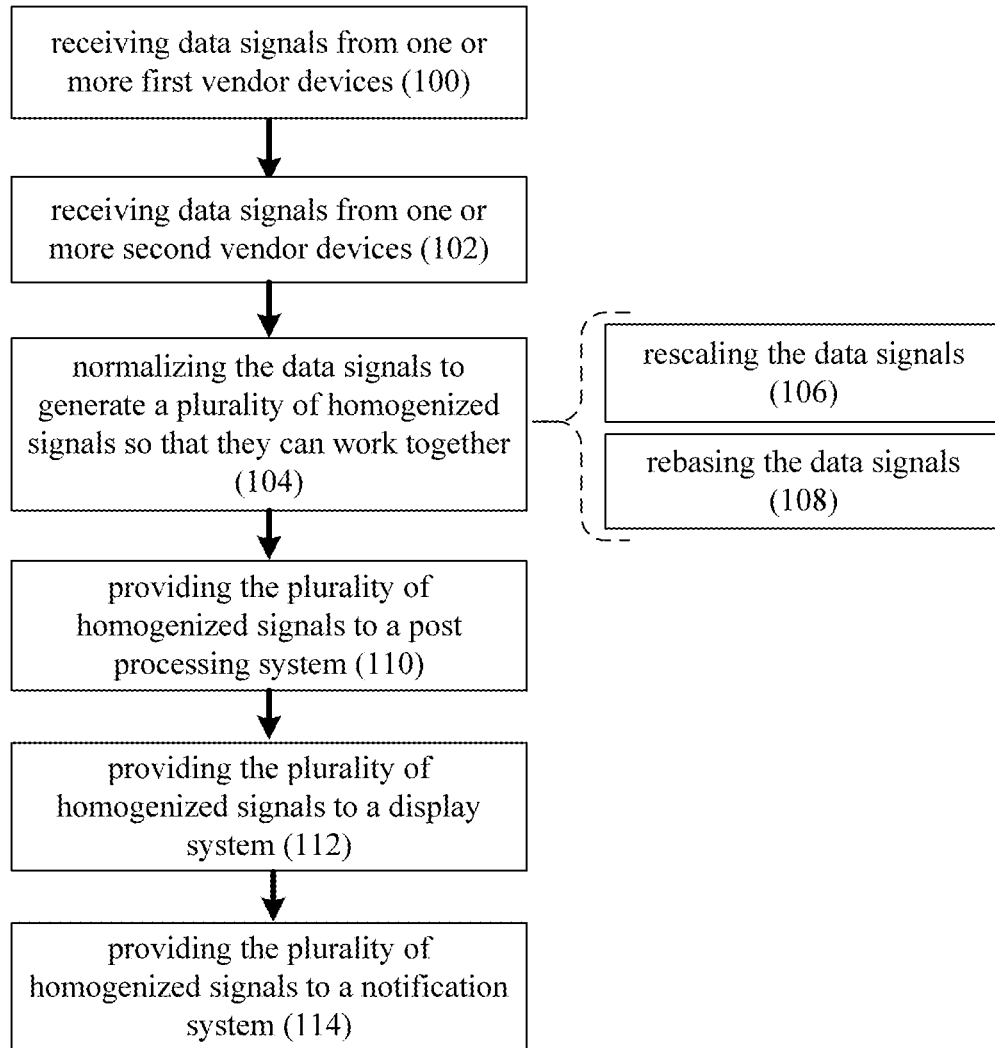 receiving data signals from one or
more first vendor devices (100)
receiving data signals from one or
more second vendor devices (102)
normalizing the data signals to
generate a plurality of homogenized
signals so that they can work together
(104)
rescaling the data signals
(106)
rebasing the data signals
(108)
providing the plurality of
homogenized signals to a post
processing system (110)
providing the plurality of
homogenized signals to a display
system (112)
providing the plurality of
homogenized signals to a notification
system (114)